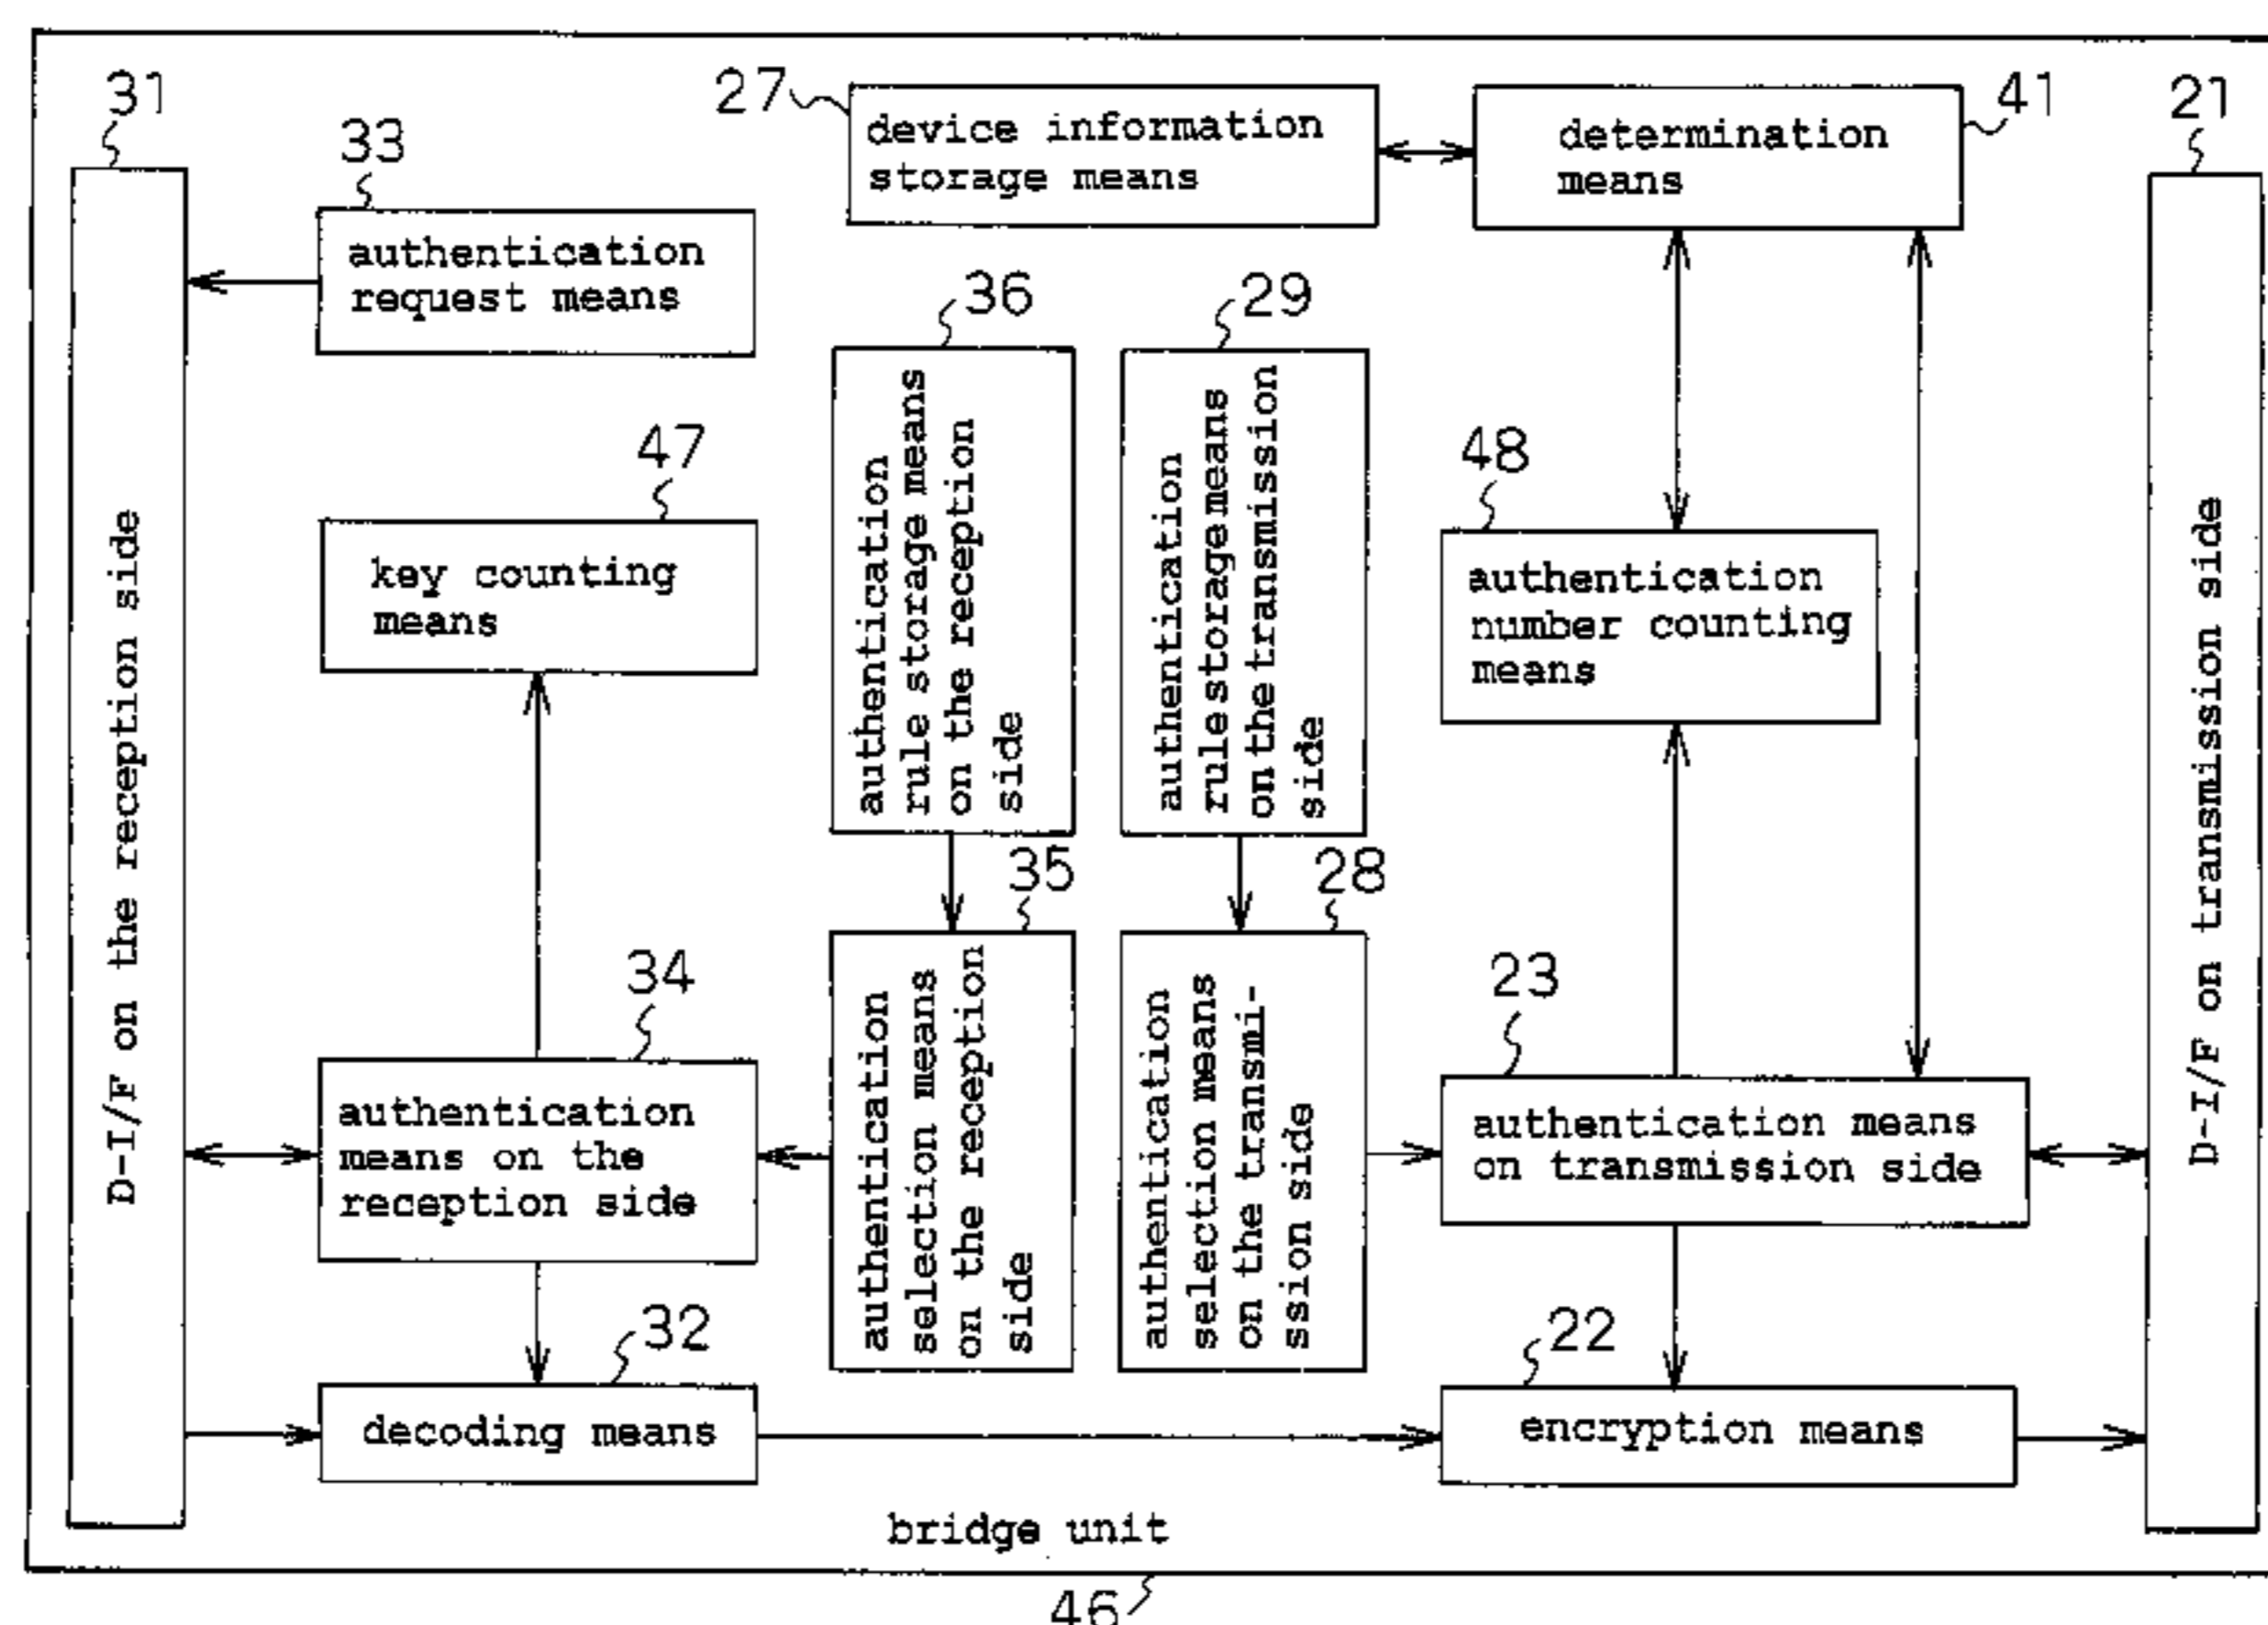 31
D-I/F on the reception side
33
authentication
request means
27
device information
storage means
41
determination
means
21
D-I/F on transmission side
36
authentication
rule storage means
on the reception
side
29
authentication
rule storage means
on the transmission
side
47
key counting
means
48
authentication
number counting
means
34
authentication
means on the
reception side
35
authentication
selection means
on the reception
side
28
authentication
selection means
on the transmi-
ssion side
23
authentication means
on transmission side
32
decoding means
22
encryption means
bridge unit
46